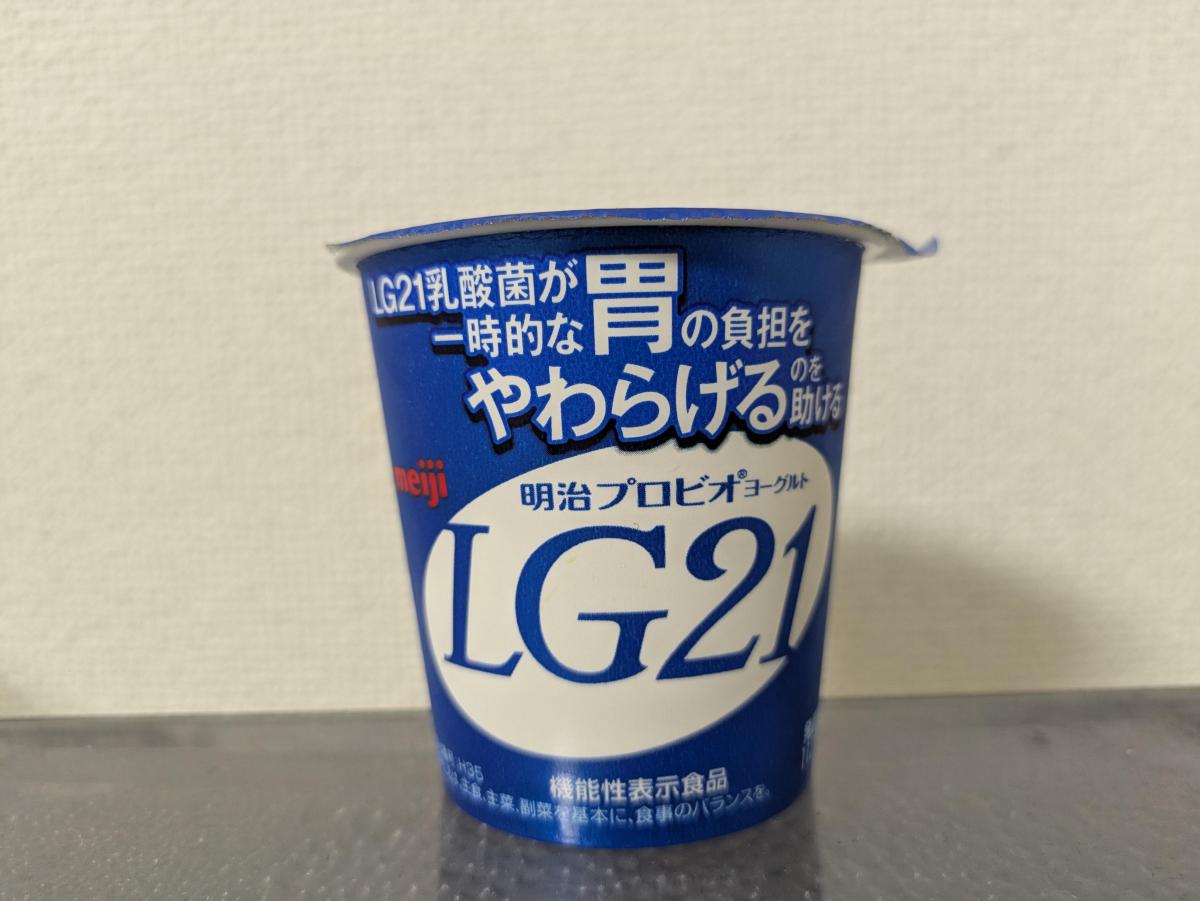 LG21乳酸菌が
一時的な胃の負担を
やわらげるのを助ける
meiji
明治プロビオ®ヨーグルト
LG21
H35
機能性表示食品
主食、主菜、副菜を基本に、食事のバランスを。